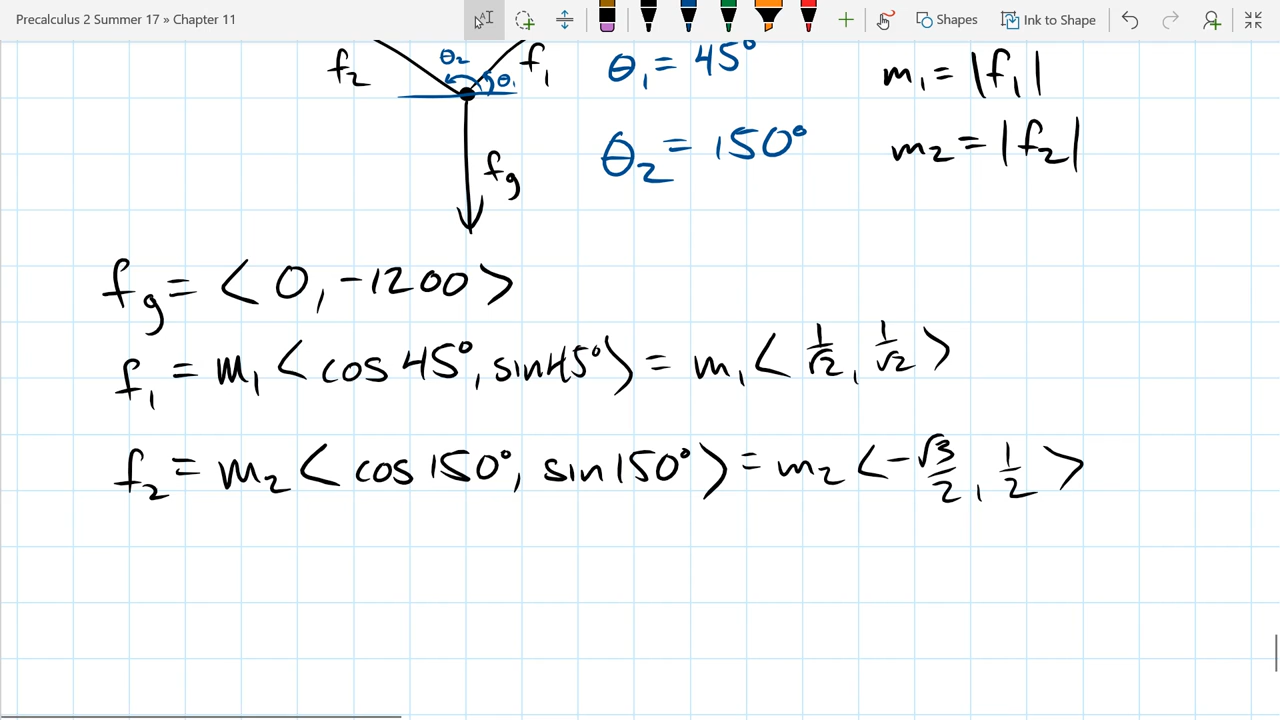 Precalculus 2 Summer 17 » Chapter 11
Shapes
Ink to Shape
f₂ θ₂ θ₁ f₁ θ₁ = 45° m₁ = |f₁|
f_g θ₂ = 150° m₂ = |f₂|
f_g = < 0, -1200 >
f₁ = m₁ < cos 45°, sin 45° > = m₁ < 1/√2, 1/√2 >
f₂ = m₂ < cos 150°, sin 150° > = m₂ < -√3/2, 1/2 >